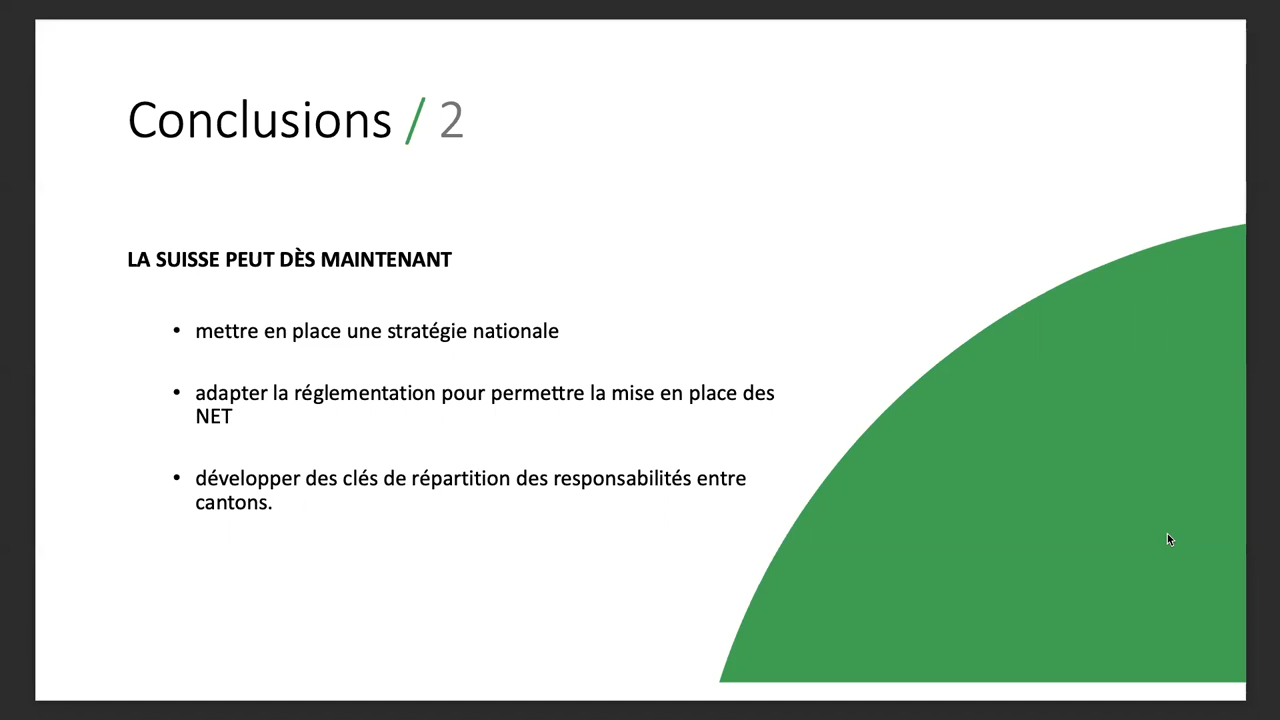 Conclusions / 2
LA SUISSE PEUT DÈS MAINTENANT
• mettre en place une stratégie nationale
• adapter la réglementation pour permettre la mise en place des
NET
• développer des clés de répartition des responsabilités entre
cantons.